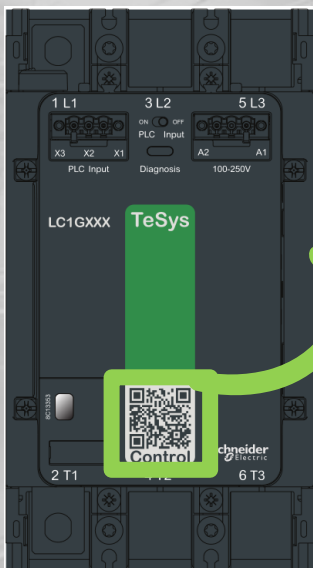 1 L1 3 L2 5 L3
ON OFF
PLC Input
X3 X2 X1 A2 A1
PLC Input Diagnosis 100-250V
LC1GXXX TeSys
8C13353
Control
Electric
2 T1 6 T3